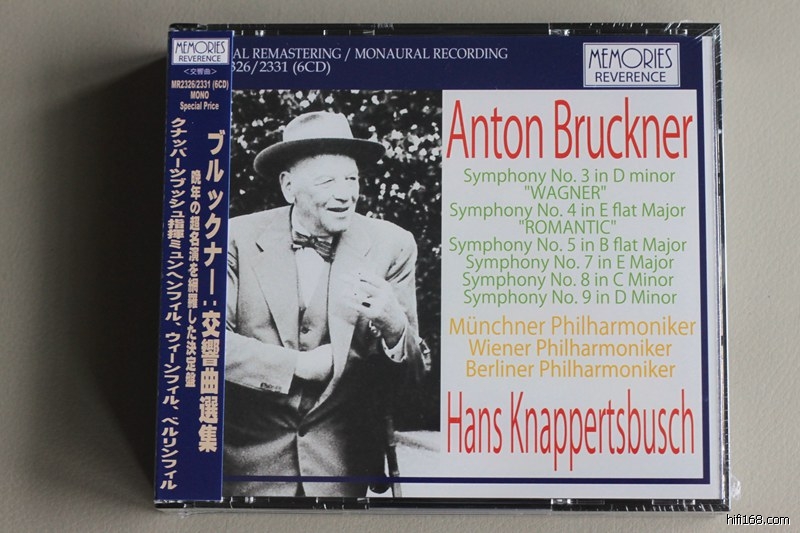 MEMORIES
REVERENCE
<交響曲>
MR2326/2331 (6CD)
MONO
Special Price
ブルックナー:交響曲選集
晩年の超名演を網羅した決定盤
クナッパーツブッシュ指揮ミュンヘンフィル、ウィーンフィル、ベルリンフィル
MEMORIES
REVERENCE
AL REMASTERING / MONAURAL RECORDING
326/2331 (6CD)
MEMORIES
REVERENCE
Anton Bruckner
Symphony No. 3 in D minor
"WAGNER"
Symphony No. 4 in E flat Major
"ROMANTIC"
Symphony No. 5 in B flat Major
Symphony No. 7 in E Major
Symphony No. 8 in C Minor
Symphony No. 9 in D Minor
Münchner Philharmoniker
Wiener Philharmoniker
Berliner Philharmoniker
Hans Knappertsbusch
hifi168.com